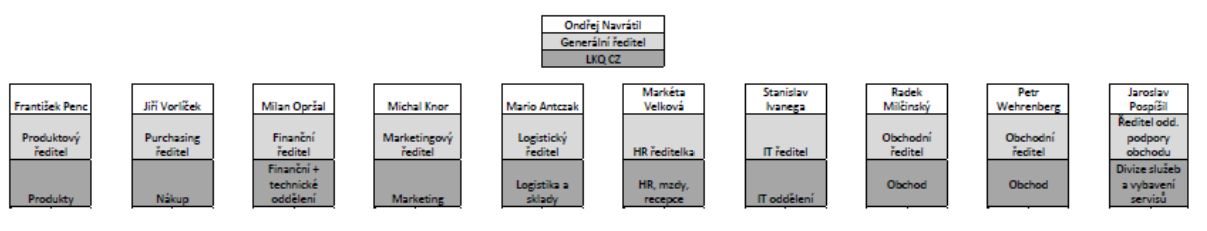 Ondřej Navrátil
Generální ředitel
LKQ CZ
František Penc
Produktový
ředitel
Produkty
Jiří Vorlíček
Purchasing
ředitel
Nákup
Milan Opršal
Finanční
ředitel
Finanční +
technické
oddělení
Michal Knor
Marketingový
ředitel
Marketing
Mario Antczak
Logistický
ředitel
Logistika a
sklady
Markéta
Velková
HR ředitelka
HR, mzdy,
recepce
Stanislav
Ivanega
IT ředitel
IT oddělení
Radek
Milčinský
Obchodní
ředitel
Obchod
Petr
Wehrenberg
Obchodní
ředitel
Obchod
Jaroslav
Pospíšil
Ředitel odd.
podpory
obchodu
Divize služeb
a vybavení
servisů